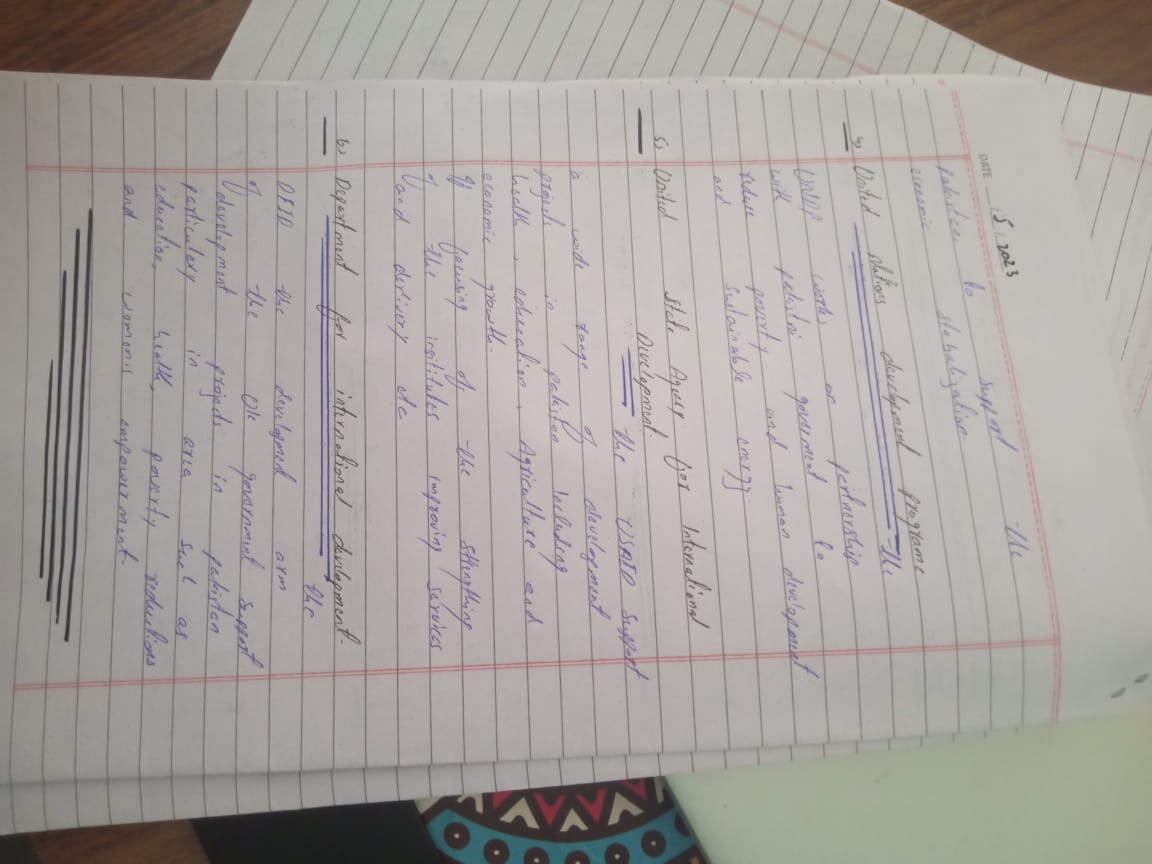 DATE 15/2023
pakistan to support the
economic stabalization.
4) United Nations development programe
the
UNDP works on partnership
with pakistni goverment to
reduce poverty and human development
and sustainable energy.
5) United State Agency for International
Development.
the USAID support
a wide range of development
projects in pakistan Including
health, education, Agriculture and
economic growth.
If focusing of the strengthing
of the institutes improving services
and derlivery etc
6) Department for international development.
the
DFID the development arm
of the UK government support
development projects in pakistan
particulary in area such as
education, health, poverty reductions
and womanis empowerment.